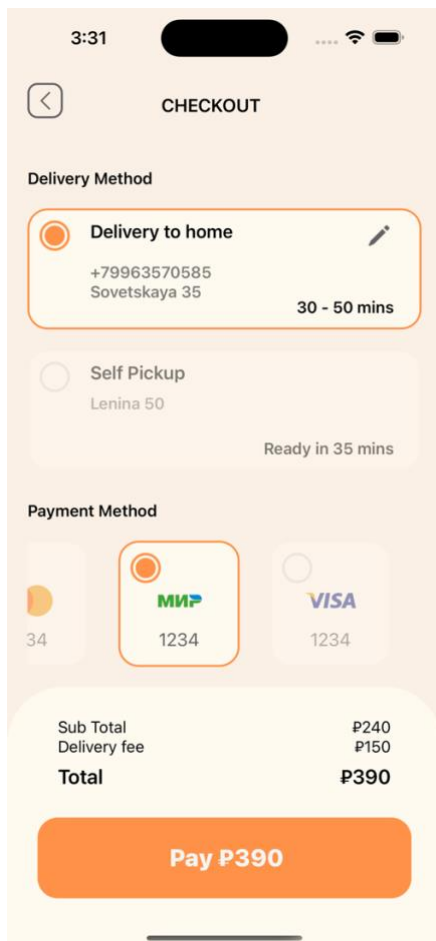 3:31
CHECKOUT
Delivery Method
Delivery to home
+79963570585
Sovetskaya 35
30 - 50 mins
Self Pickup
Lenina 50
Ready in 35 mins
Payment Method
МИР
VISA
34
1234
1234
Sub Total
₽240
Delivery fee
₽150
Total
₽390
Pay ₽390